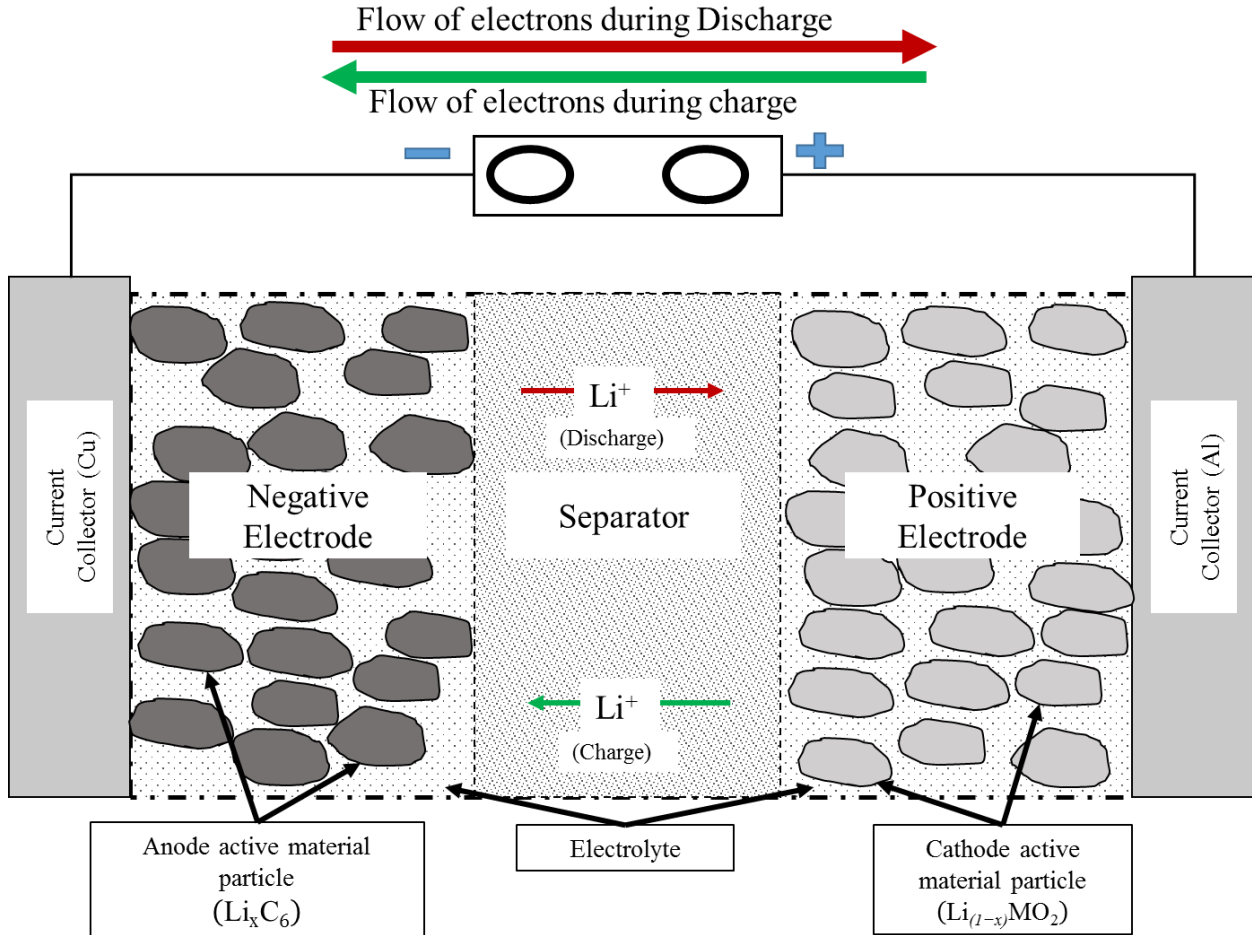 Flow of electrons during Discharge
Flow of electrons during charge
− +
Current
Collector (Cu)
Negative
Electrode
Li⁺
(Discharge)
Separator
Li⁺
(Charge)
Positive
Electrode
Current
Collector (Al)
Anode active material
particle
(LiₓC₆)
Electrolyte
Cathode active
material particle
(Li₍₁₋ₓ₎MO₂)